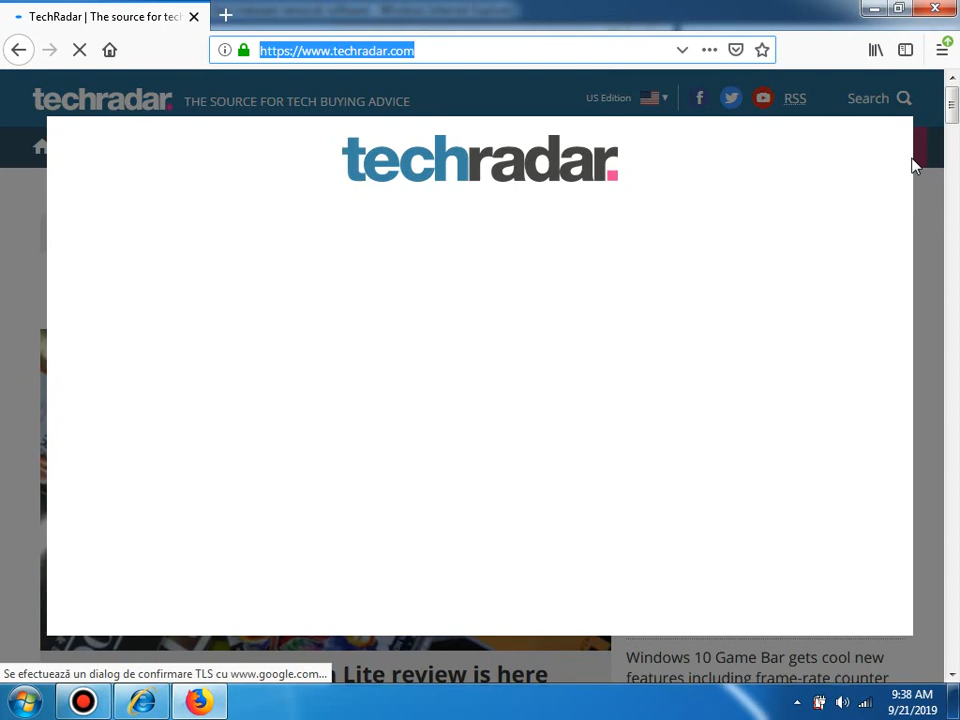 TechRadar | The source for tec
https://www.techradar.com
techradar. THE SOURCE FOR TECH BUYING ADVICE
US Edition
RSS
Search
techradar.
Lite review is here
Windows 10 Game Bar gets cool new
features including frame-rate counter
Se efectuează un dialog de confirmare TLS cu www.google.com...
9:38 AM
9/21/2019